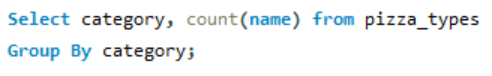 Select category, count(name) from pizza_types
Group By category;